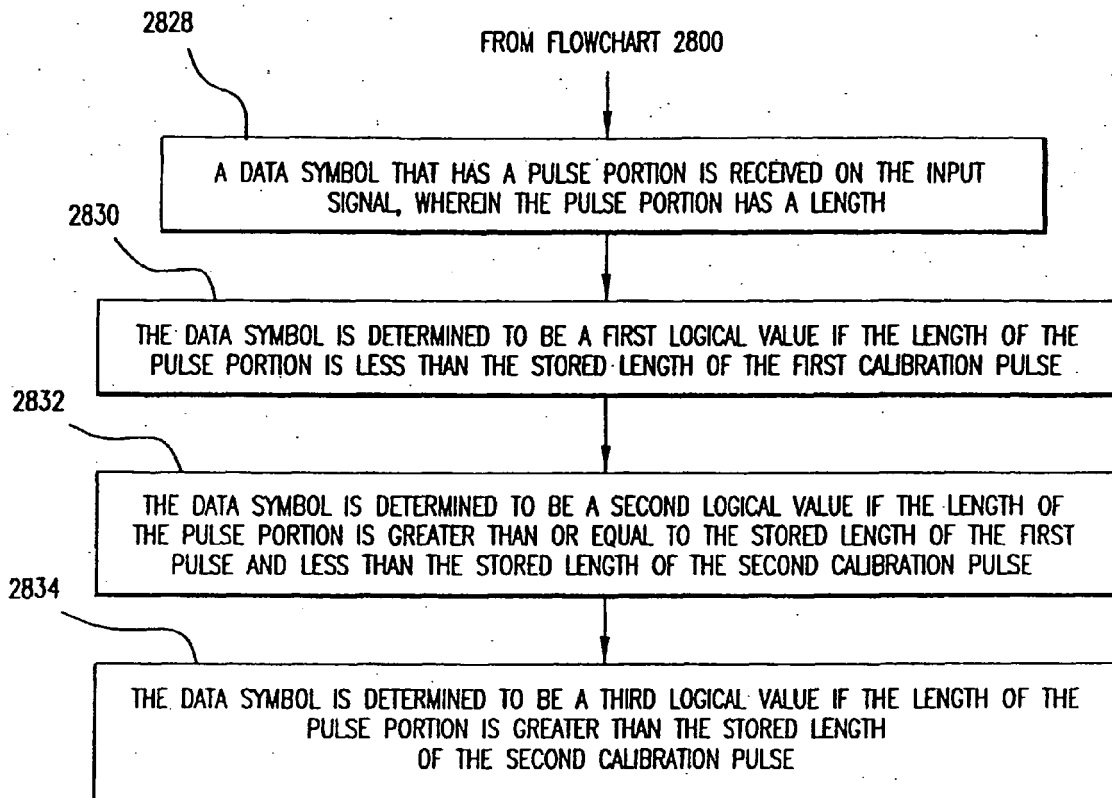 2828
FROM FLOWCHART 2800
A DATA SYMBOL THAT HAS A PULSE PORTION IS RECEIVED ON THE INPUT
SIGNAL, WHEREIN THE PULSE PORTION HAS A LENGTH
2830
THE DATA SYMBOL IS DETERMINED TO BE A FIRST LOGICAL VALUE IF THE LENGTH OF THE
PULSE PORTION IS LESS THAN THE STORED LENGTH OF THE FIRST CALIBRATION PULSE
2832
THE DATA SYMBOL IS DETERMINED TO BE A SECOND LOGICAL VALUE IF THE LENGTH OF
THE PULSE PORTION IS GREATER THAN OR EQUAL TO THE STORED LENGTH OF THE FIRST
PULSE AND LESS THAN THE STORED LENGTH OF THE SECOND CALIBRATION PULSE
2834
THE DATA SYMBOL IS DETERMINED TO BE A THIRD LOGICAL VALUE IF THE LENGTH OF THE
PULSE PORTION IS GREATER THAN THE STORED LENGTH
OF THE SECOND CALIBRATION PULSE